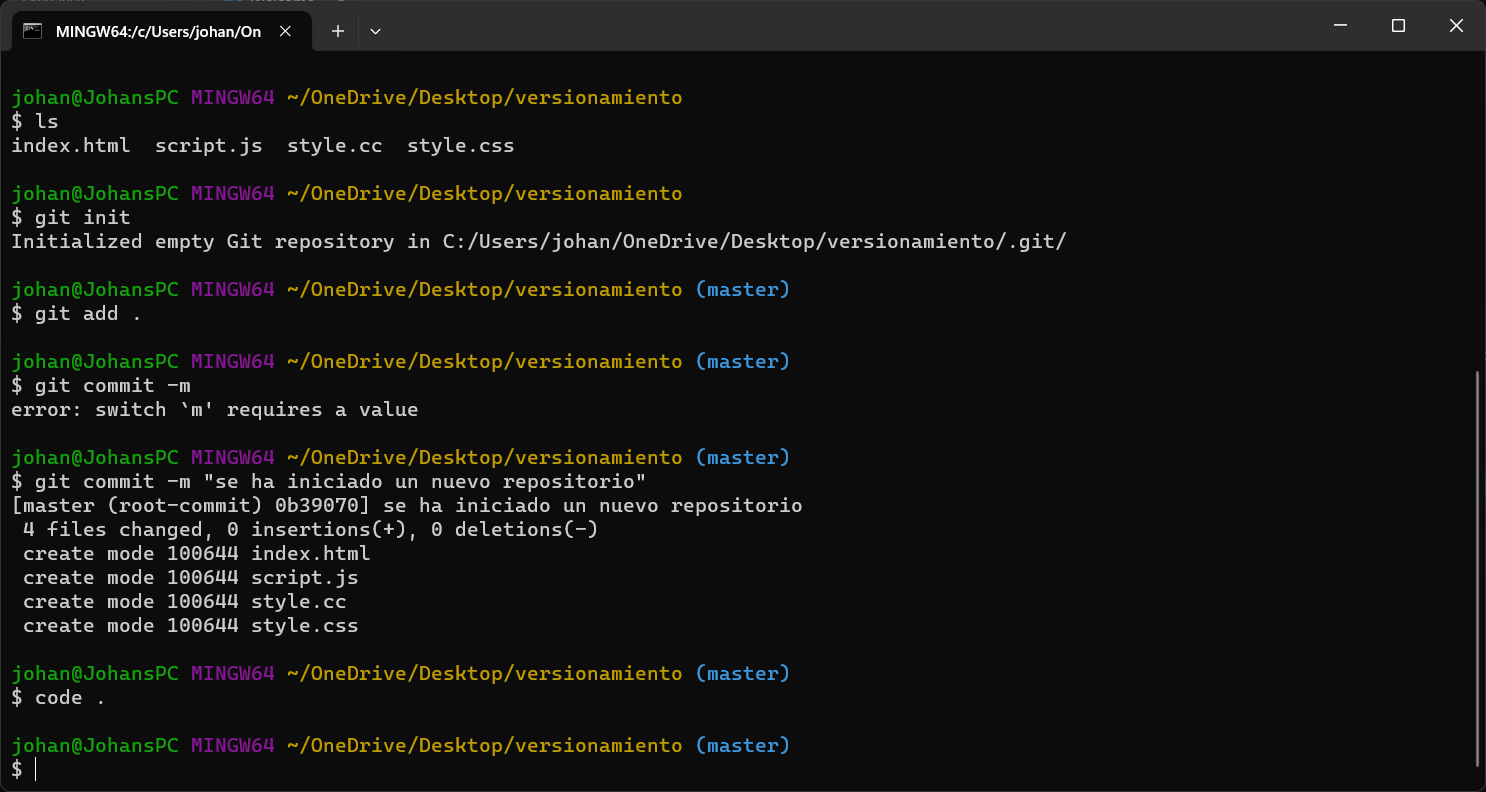 MINGW64:/c/Users/johan/On
johan@JohansPC MINGW64 ~/OneDrive/Desktop/versionamiento
$ ls
index.html  script.js  style.cc  style.css
johan@JohansPC MINGW64 ~/OneDrive/Desktop/versionamiento
$ git init
Initialized empty Git repository in C:/Users/johan/OneDrive/Desktop/versionamiento/.git/
johan@JohansPC MINGW64 ~/OneDrive/Desktop/versionamiento (master)
$ git add .
johan@JohansPC MINGW64 ~/OneDrive/Desktop/versionamiento (master)
$ git commit -m
error: switch `m' requires a value
johan@JohansPC MINGW64 ~/OneDrive/Desktop/versionamiento (master)
$ git commit -m "se ha iniciado un nuevo repositorio"
[master (root-commit) 0b39070] se ha iniciado un nuevo repositorio
 4 files changed, 0 insertions(+), 0 deletions(-)
 create mode 100644 index.html
 create mode 100644 script.js
 create mode 100644 style.cc
 create mode 100644 style.css
johan@JohansPC MINGW64 ~/OneDrive/Desktop/versionamiento (master)
$ code .
johan@JohansPC MINGW64 ~/OneDrive/Desktop/versionamiento (master)
$